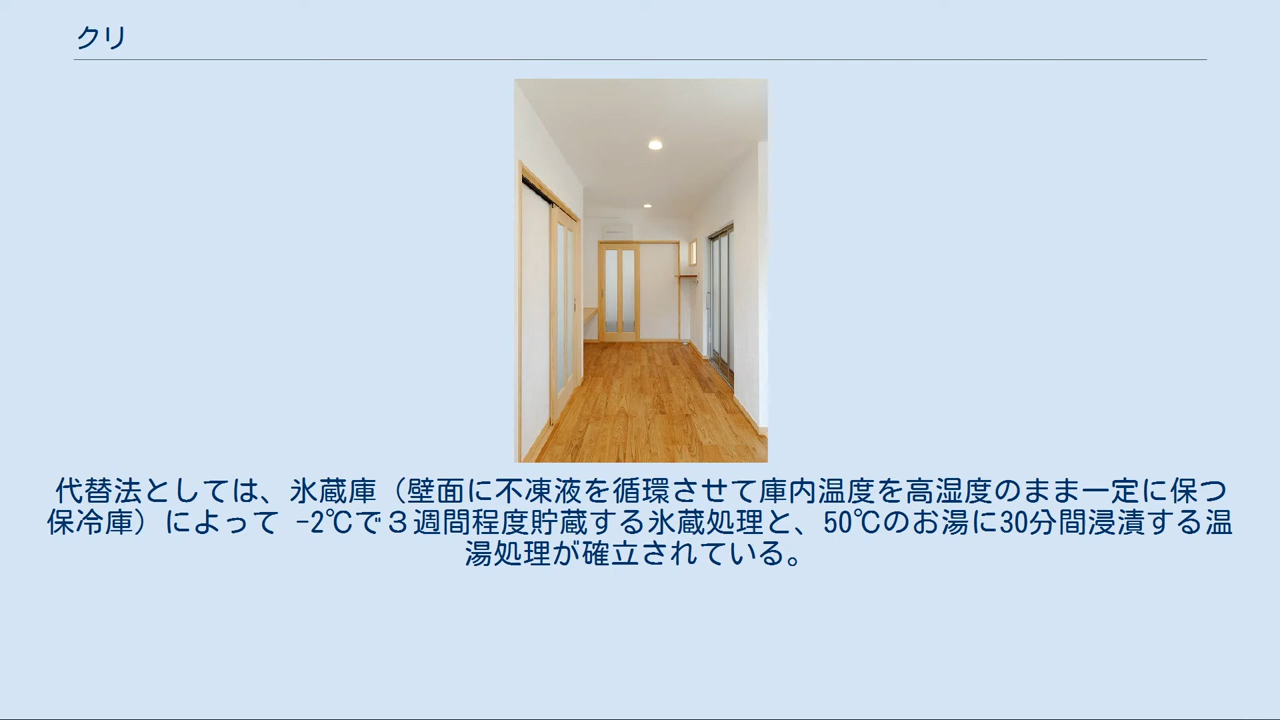 クリ
代替法としては、氷蔵庫（壁面に不凍液を循環させて庫内温度を高湿度のまま一定に保つ
保冷庫）によって -2℃で３週間程度貯蔵する氷蔵処理と、50℃のお湯に30分間浸漬する温
湯処理が確立されている。